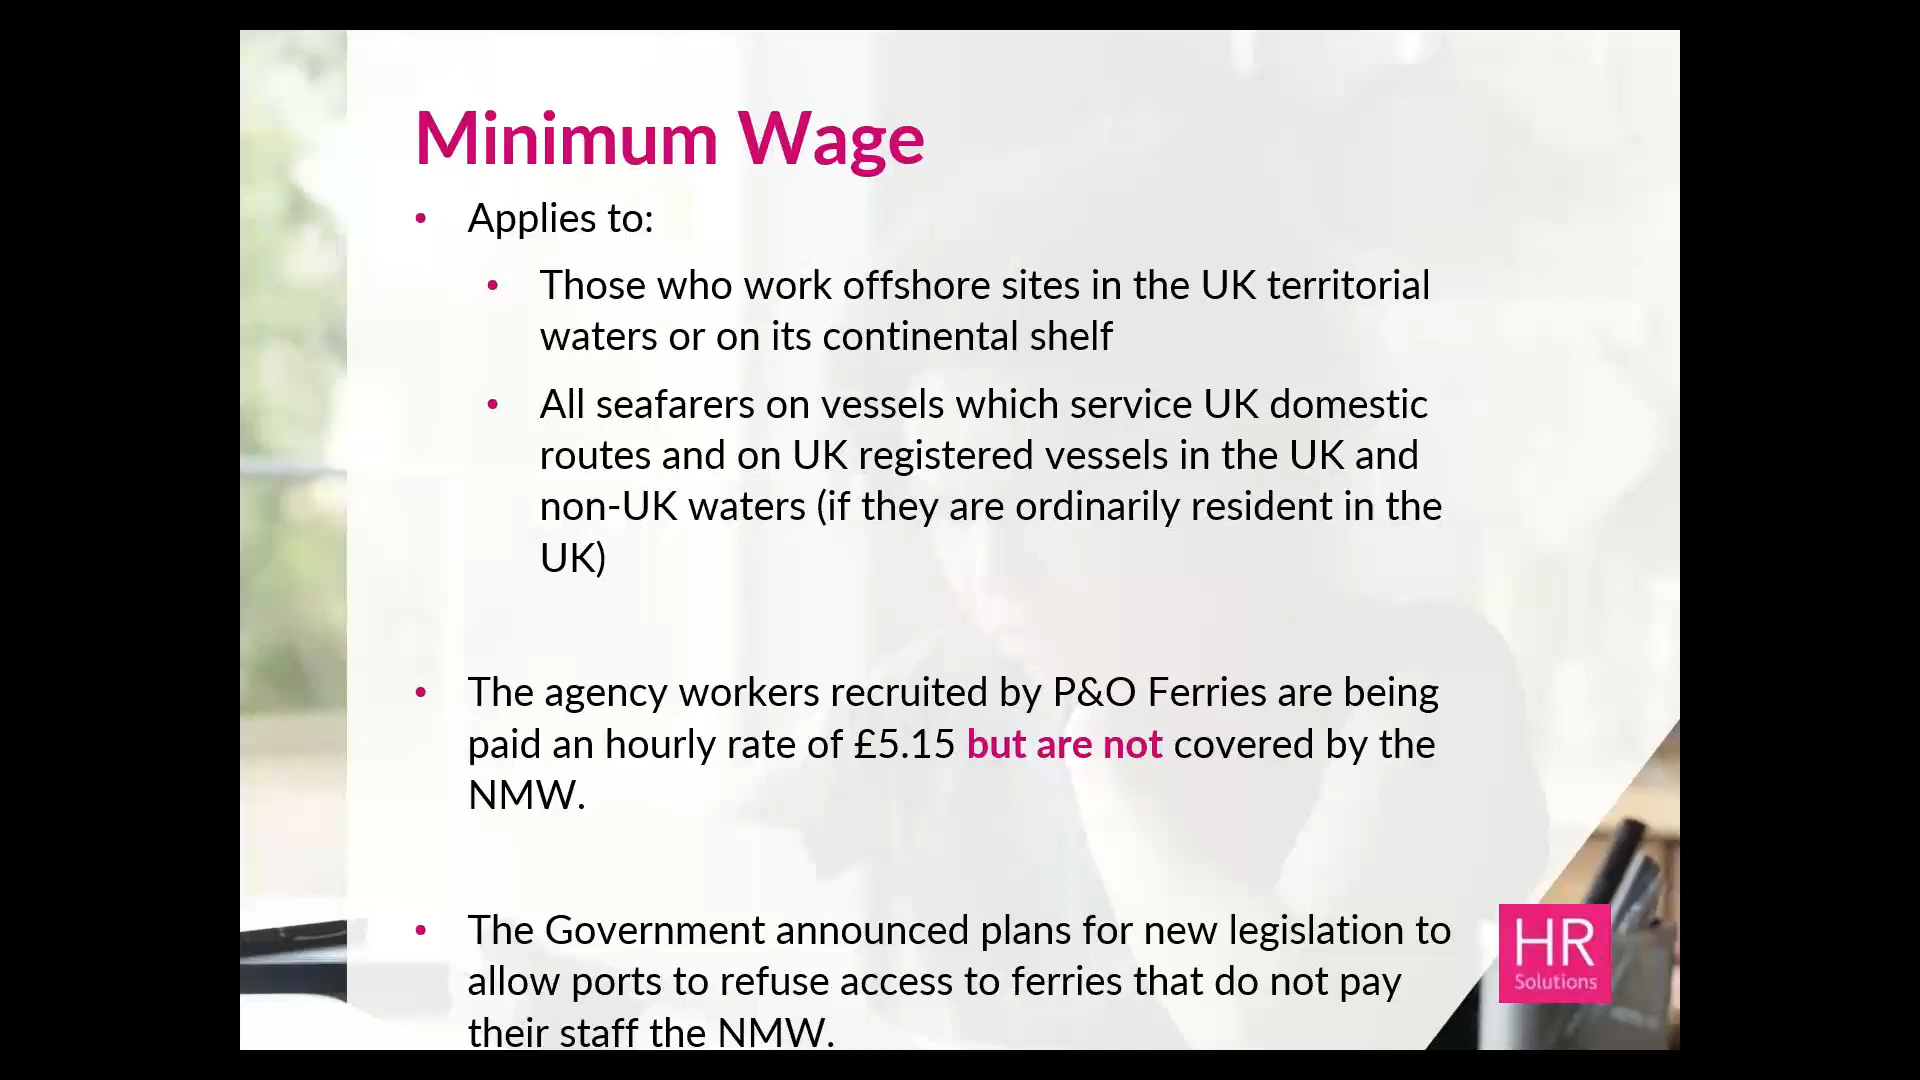 Minimum Wage
• Applies to:
• Those who work offshore sites in the UK territorial
waters or on its continental shelf
• All seafarers on vessels which service UK domestic
routes and on UK registered vessels in the UK and
non-UK waters (if they are ordinarily resident in the
UK)
• The agency workers recruited by P&O Ferries are being
paid an hourly rate of £5.15 but are not covered by the
NMW.
• The Government announced plans for new legislation to
allow ports to refuse access to ferries that do not pay
their staff the NMW.
HR
Solutions